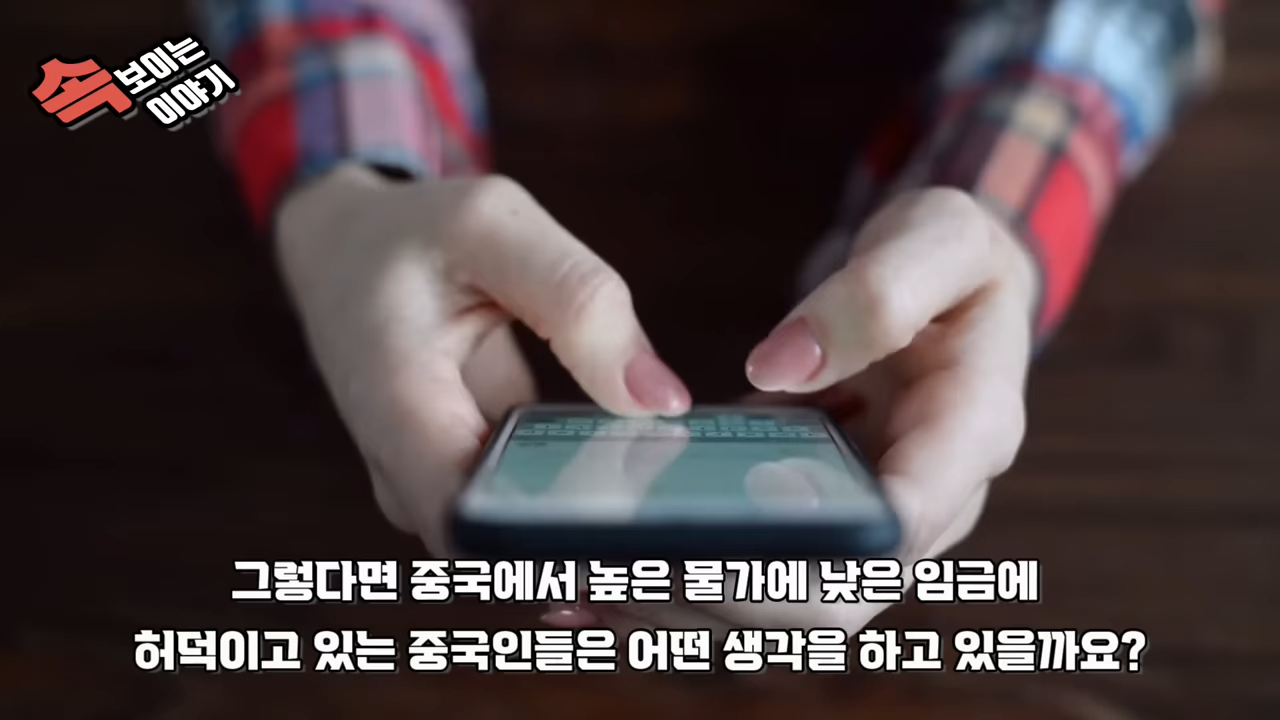 속보이는
이야기
그렇다면 중국에서 높은 물가에 낮은 임금에
허덕이고 있는 중국인들은 어떤 생각을 하고 있을까요?